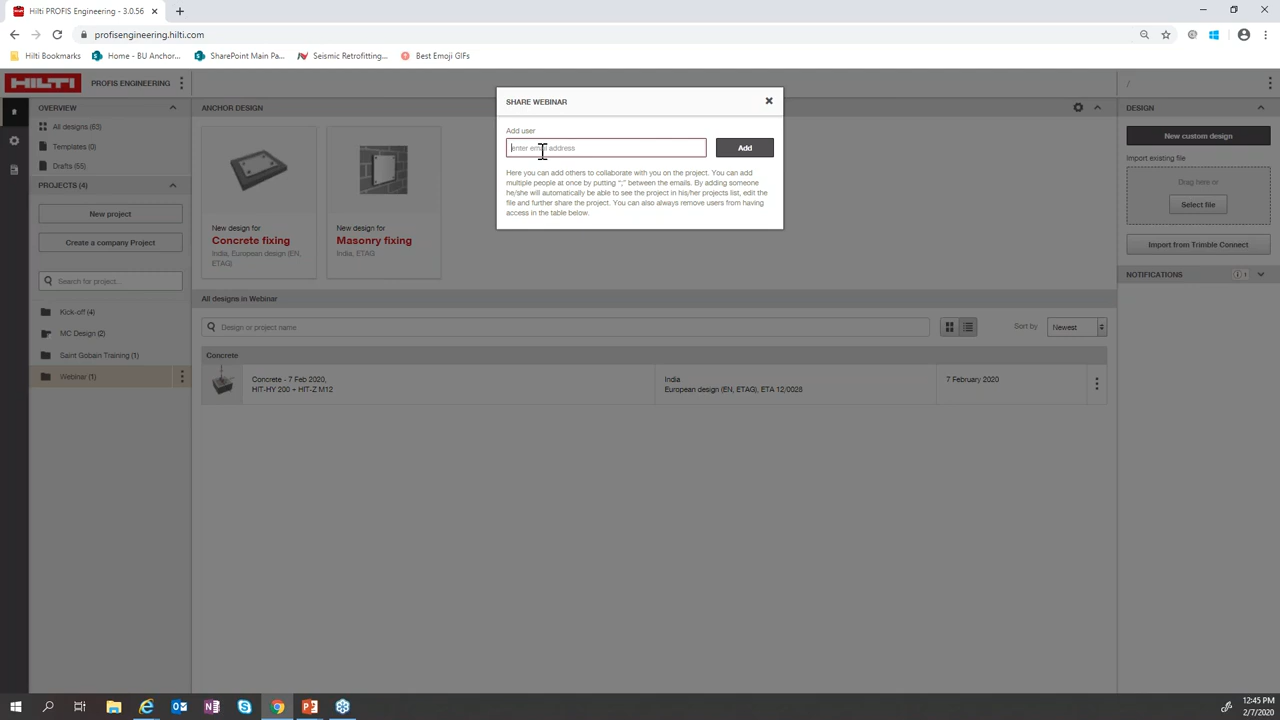 Hilti PROFIS Engineering - 3.0.56
profisengineering.hilti.com
Hilti Bookmarks
Home - BU Anchor...
SharePoint Main Pa...
Seismic Retrofitting...
Best Emoji GIFs
HILTI
PROFIS ENGINEERING
/
OVERVIEW
All designs (63)
Templates (0)
Drafts (55)
PROJECTS (4)
New project
Create a company Project
Search for project...
Kick-off (4)
MC Design (2)
Saint Gobain Training (1)
Webinar (1)
ANCHOR DESIGN
New design for
Concrete fixing
India, European design (EN,
ETAG)
New design for
Masonry fixing
India, ETAG
All designs in Webinar
Design or project name
Sort by
Newest
Concrete
Concrete - 7 Feb 2020,
HIT-HY 200 + HIT-Z M12
India
European design (EN, ETAG), ETA 12/0028
7 February 2020
SHARE WEBINAR
Add user
enter email address
Add
Here you can add others to collaborate with you on the project. You can add
multiple people at once by putting ";" between the emails. By adding someone
he/she will automatically be able to see the project in his/her projects list, edit the
file and further share the project. You can also always remove users from having
access in the table below.
DESIGN
New custom design
Import existing file
Drag here or
Select file
Import from Trimble Connect
NOTIFICATIONS
1
12:45 PM
2/7/2020